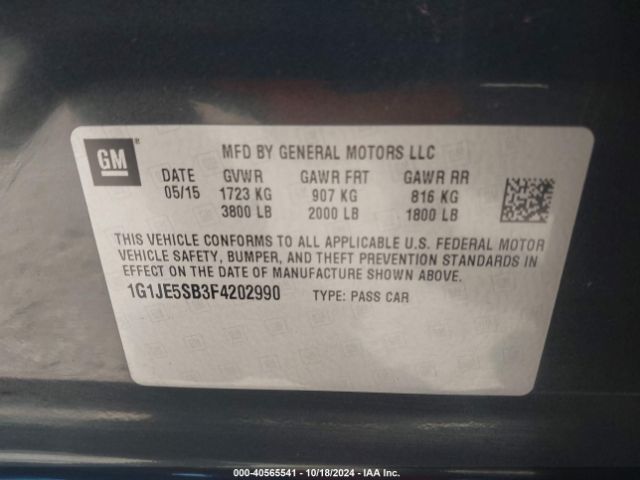 GM
MFD BY GENERAL MOTORS LLC
DATE GVWR GAWR FRT GAWR RR
05/15 1723 KG 907 KG 816 KG
3800 LB 2000 LB 1800 LB
THIS VEHICLE CONFORMS TO ALL APPLICABLE U.S. FEDERAL MOTOR
VEHICLE SAFETY, BUMPER, AND THEFT PREVENTION STANDARDS IN
EFFECT ON THE DATE OF MANUFACTURE SHOWN ABOVE.
1G1JE5SB3F4202990 TYPE: PASS CAR
000-40565541 - 10/18/2024 - IAA Inc.